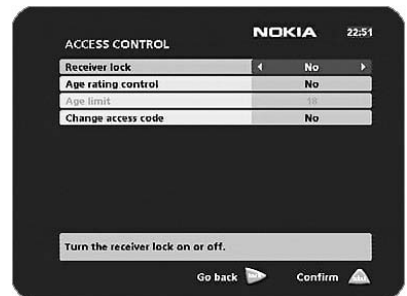 NOKIA 22:51
ACCESS CONTROL
Receiver lock No
Age rating control No
Age limit 18
Change access code No
Turn the receiver lock on or off.
Go back Confirm